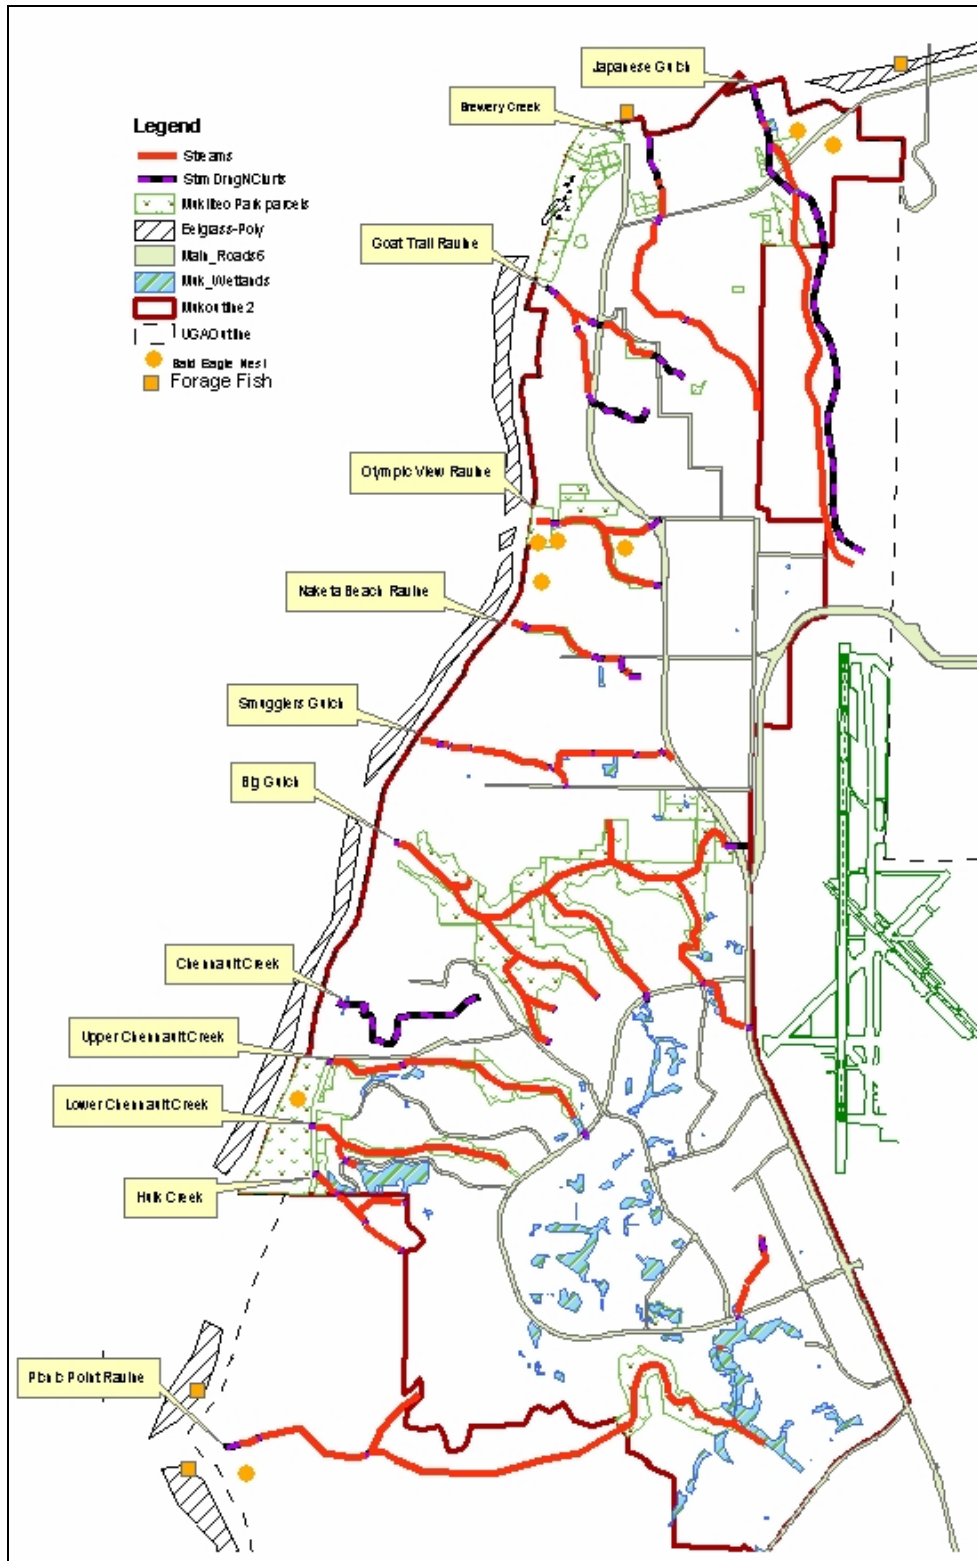 Japanese Gulch
Brewery Creek
Legend
Streams
Strm DrngNClvrts
Mukilteo Park parcels
Eelgrass-Poly
Main_Roads6
Muk_Wetlands
Mukoutline2
UGAOutline
Bald Eagle Nest
Forage Fish
Goat Trail Ravine
Olympic View Ravine
Naketa Beach Ravine
Smugglers Gulch
Big Gulch
Chennault Creek
Upper Chennault Creek
Lower Chennault Creek
Hulk Creek
Picnic Point Ravine